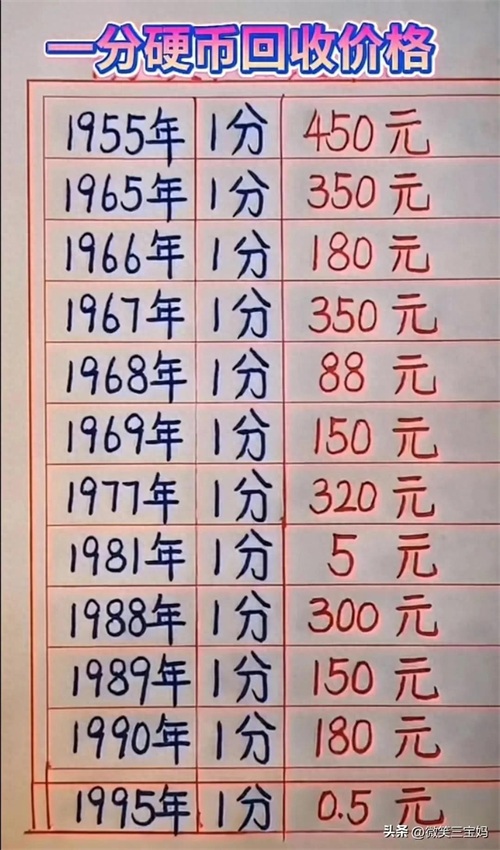 一分硬币回收价格
1955年 1分 450元
1965年 1分 350元
1966年 1分 180元
1967年 1分 350元
1968年 1分 88元
1969年 1分 150元
1977年 1分 320元
1981年 1分 5元
1988年 1分 300元
1989年 1分 150元
1990年 1分 180元
1995年 1分 0.5元
头条 @微笑三宝妈